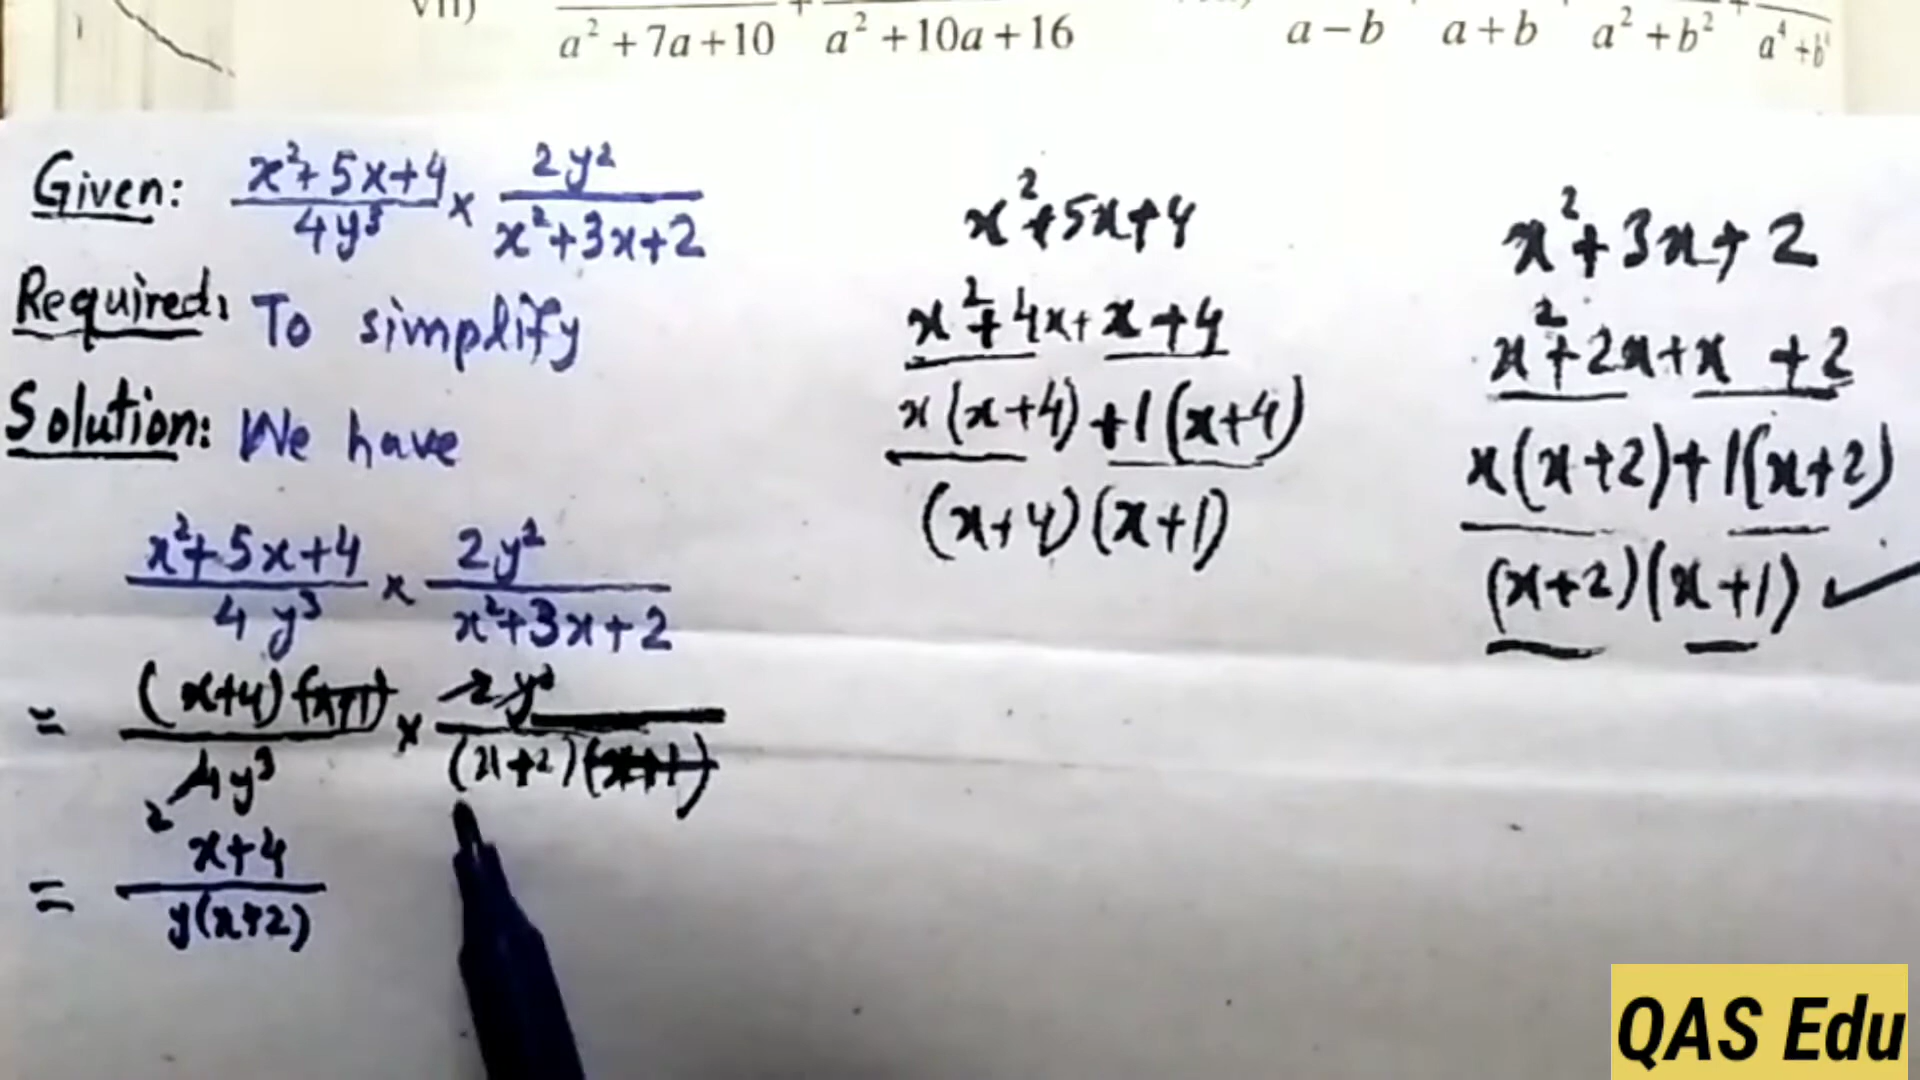 VII) a² + 7a + 10 + a² + 10a + 16 a − b a + b a² + b² + a⁴ + b⁴
Given: x²+5x+4 / 4y³ × 2y² / x²+3x+2
Required: To simplify
Solution: We have
x²+5x+4 / 4y³ × 2y² / x²+3x+2
= (x+4)(x+1) / 4y³ × 2y² / (x+2)(x+1)
2
= x+4 / y(x+2)
x²+5x+4
x²+4x+x+4
x(x+4)+1(x+4)
(x+4)(x+1)
x²+3x+2
x²+2x+x+2
x(x+2)+1(x+2)
(x+2)(x+1) ✓
QAS Edu